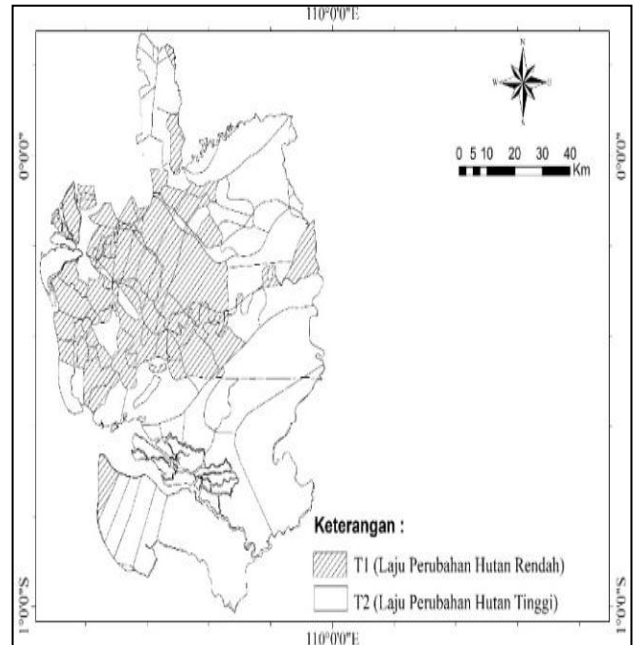 110°0'0"E
N
W
S
0°0'0"
0°0'0"
0 5 10 20 30 40
Km
Keterangan :
T1 (Laju Perubahan Hutan Rendah)
T2 (Laju Perubahan Hutan Tinggi)
1°0'0"S
1°0'0"S
110°0'0"E